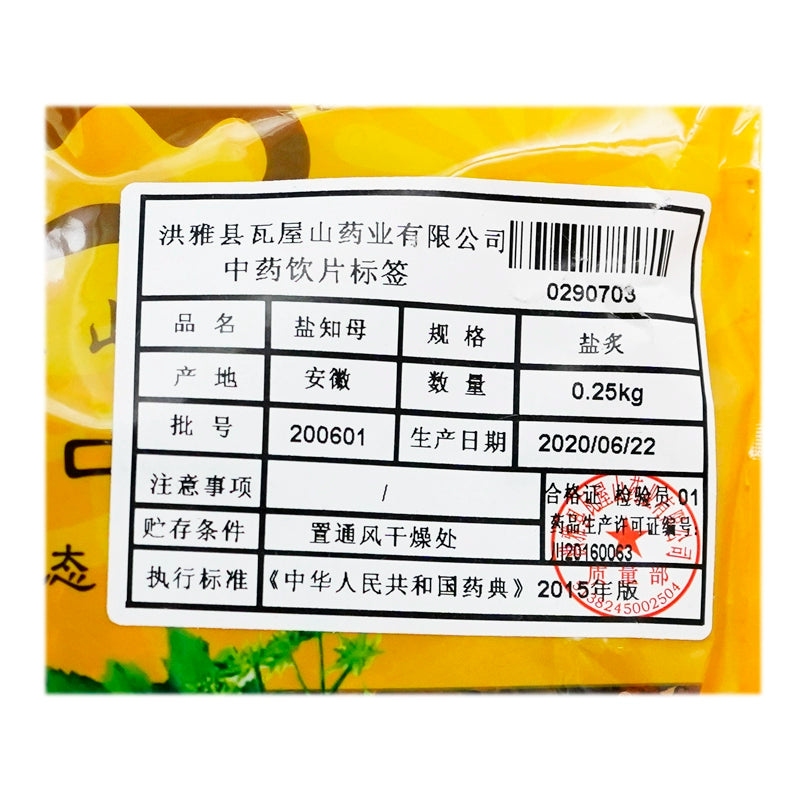 洪雅县瓦屋山药业有限公司
中药饮片标签
0290703
品名 盐知母 规格 盐炙
产地 安徽 数量 0.25kg
批号 200601 生产日期 2020/06/22
注意事项 /
合格证 检验员 01
药品生产许可证编号:
川20160063
贮存条件 置通风干燥处
执行标准 《中华人民共和国药典》2015年版
质量部
口
态